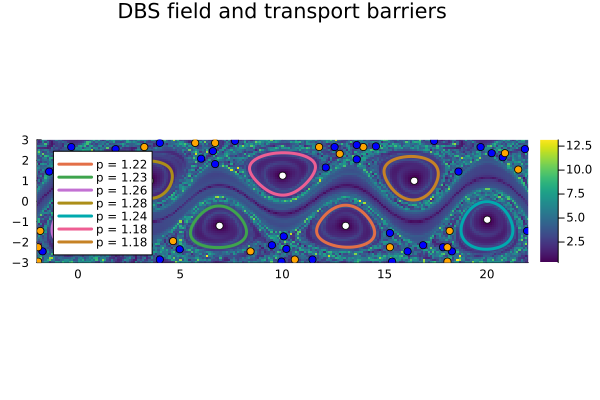 DBS field and transport barriers
3
2
1
0
−1
−2
−3
p = 1.22
p = 1.23
p = 1.26
p = 1.28
p = 1.24
p = 1.18
p = 1.18
0 5 10 15 20
12.5
10.0
7.5
5.0
2.5